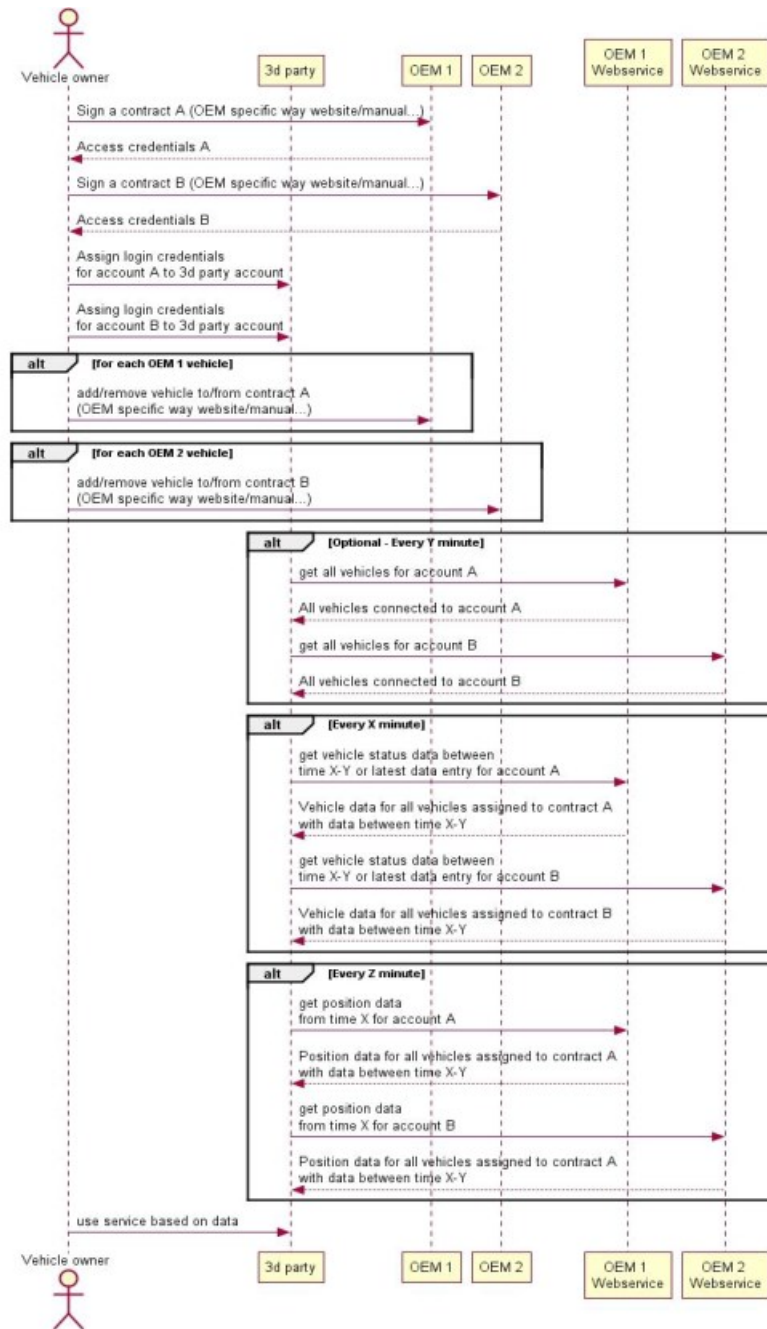 Vehicle owner
3d party
OEM 1
OEM 2
OEM 1
Webservice
OEM 2
Webservice
Sign a contract A (OEM specific way website/manual...)
Access credentials A
Sign a contract B (OEM specific way website/manual...)
Access credentials B
Assign login credentials
for account A to 3d party account
Assing login credentials
for account B to 3d party account
alt
[for each OEM 1 vehicle]
add/remove vehicle to/from contract A
(OEM specific way website/manual...)
alt
[for each OEM 2 vehicle]
add/remove vehicle to/from contract B
(OEM specific way website/manual...)
alt
[Optional - Every Y minute]
get all vehicles for account A
All vehicles connected to account A
get all vehicles for account B
All vehicles connected to account B
alt
[Every X minute]
get vehicle status data between
time X-Y or latest data entry for account A
Vehicle data for all vehicles assigned to contract A
with data between time X-Y
get vehicle status data between
time X-Y or latest data entry for account B
Vehicle data for all vehicles assigned to contract B
with data between time X-Y
alt
[Every Z minute]
get position data
from time X for account A
Position data for all vehicles assigned to contract A
with data between time X-Y
get position data
from time X for account B
Position data for all vehicles assigned to contract A
with data between time X-Y
use service based on data
Vehicle owner
3d party
OEM 1
OEM 2
OEM 1
Webservice
OEM 2
Webservice